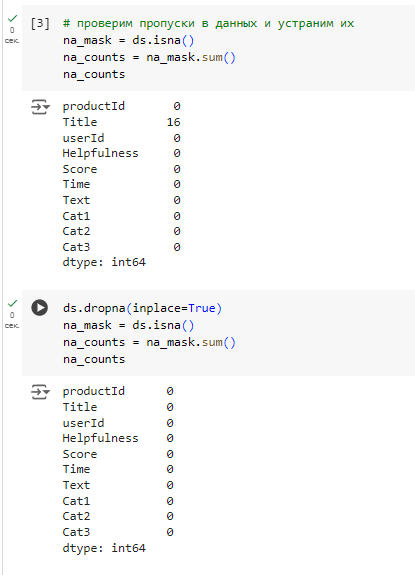 [3] # проверим пропуски в данных и устраним их
0
сек.
na_mask = ds.isna()
na_counts = na_mask.sum()
na_counts
productId 0
Title 16
userId 0
Helpfulness 0
Score 0
Time 0
Text 0
Cat1 0
Cat2 0
Cat3 0
dtype: int64
0
сек.
ds.dropna(inplace=True)
na_mask = ds.isna()
na_counts = na_mask.sum()
na_counts
productId 0
Title 0
userId 0
Helpfulness 0
Score 0
Time 0
Text 0
Cat1 0
Cat2 0
Cat3 0
dtype: int64